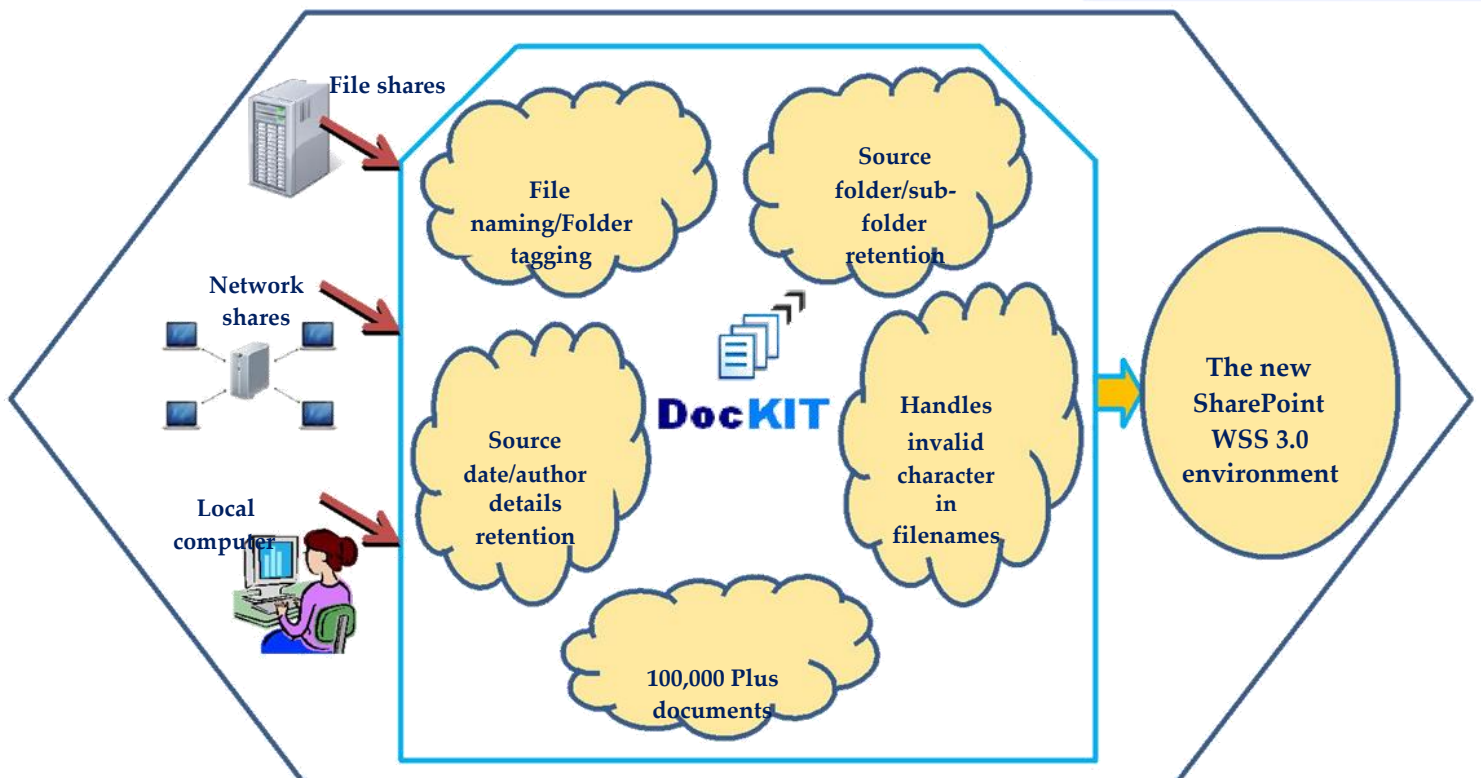 File shares
File
naming/Folder
tagging
Source
folder/sub-
folder
retention
Network
shares
DocKIT
Source
date/author
details
retention
Handles
invalid
character
in
filenames
The new
SharePoint
WSS 3.0
environment
Local
computer
100,000 Plus
documents